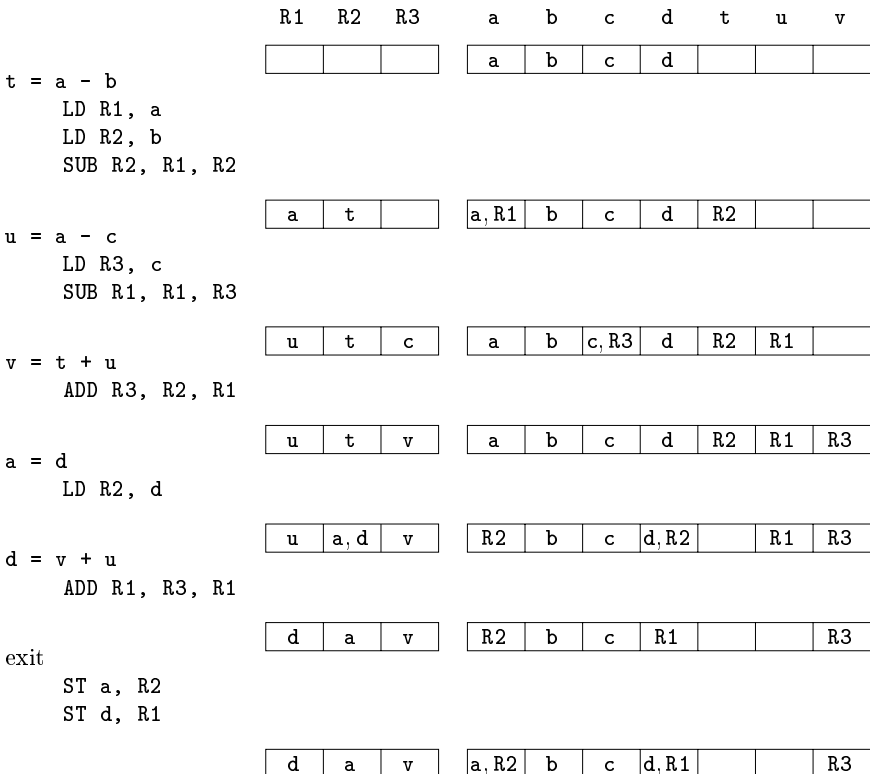 R1 R2 R3 a b c d t u v
a b c d
t = a - b
LD R1, a
LD R2, b
SUB R2, R1, R2
a t a, R1 b c d R2
u = a - c
LD R3, c
SUB R1, R1, R3
u t c a b c, R3 d R2 R1
v = t + u
ADD R3, R2, R1
u t v a b c d R2 R1 R3
a = d
LD R2, d
u a, d v R2 b c d, R2 R1 R3
d = v + u
ADD R1, R3, R1
d a v R2 b c R1 R3
exit
ST a, R2
ST d, R1
d a v a, R2 b c d, R1 R3